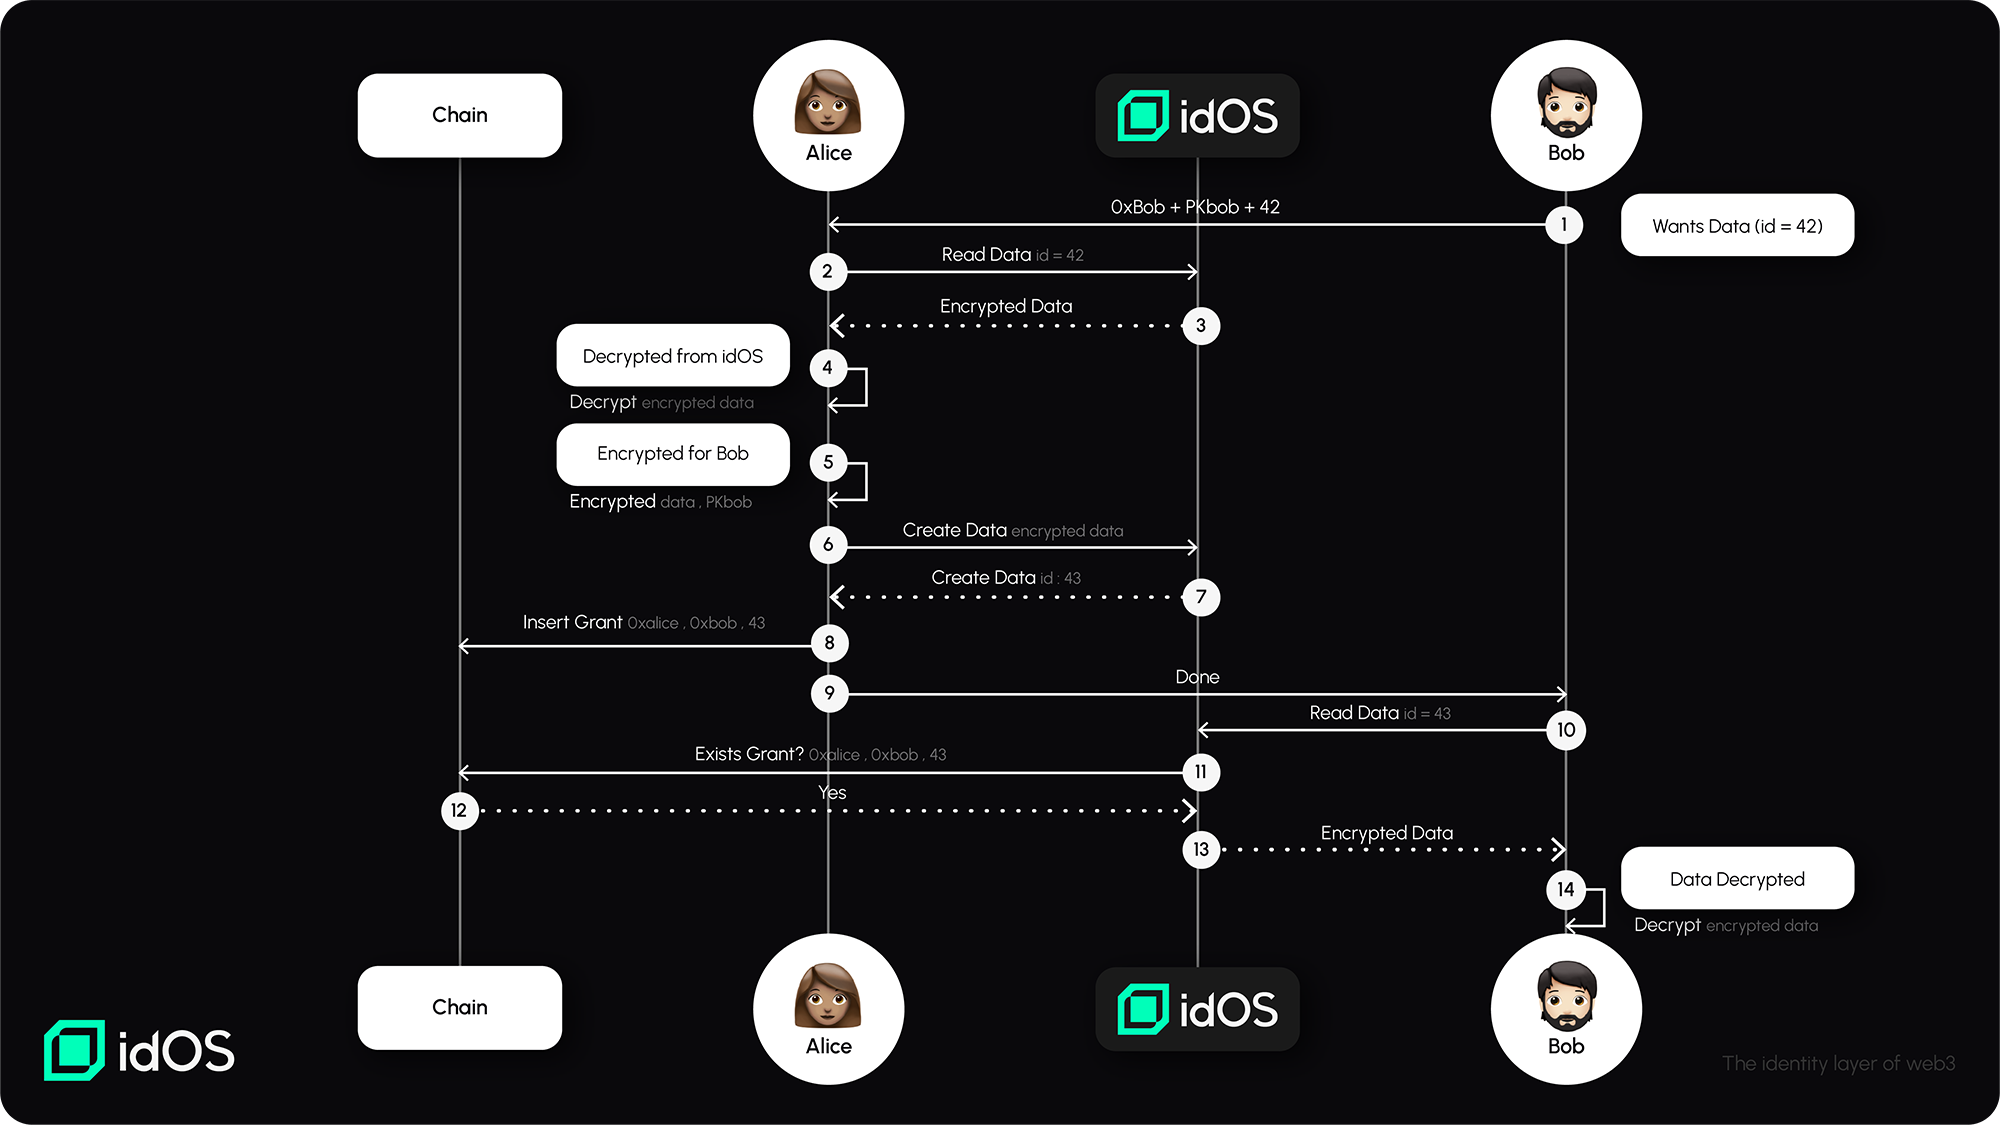 Chain
Alice
idOS
Bob
0xBob + PKbob + 42
1
Wants Data (id = 42)
Read Data id = 42
2
Encrypted Data
3
Decrypted from idOS
4
Decrypt encrypted data
Encrypted for Bob
5
Encrypted data , PKbob
Create Data encrypted data
6
Create Data id : 43
7
Insert Grant 0xalice , 0xbob , 43
8
Done
9
Read Data id = 43
10
Exists Grant? 0xalice , 0xbob , 43
11
Yes
12
Encrypted Data
13
Data Decrypted
14
Decrypt encrypted data
Chain
Alice
idOS
Bob
idOS
The identity layer of web3